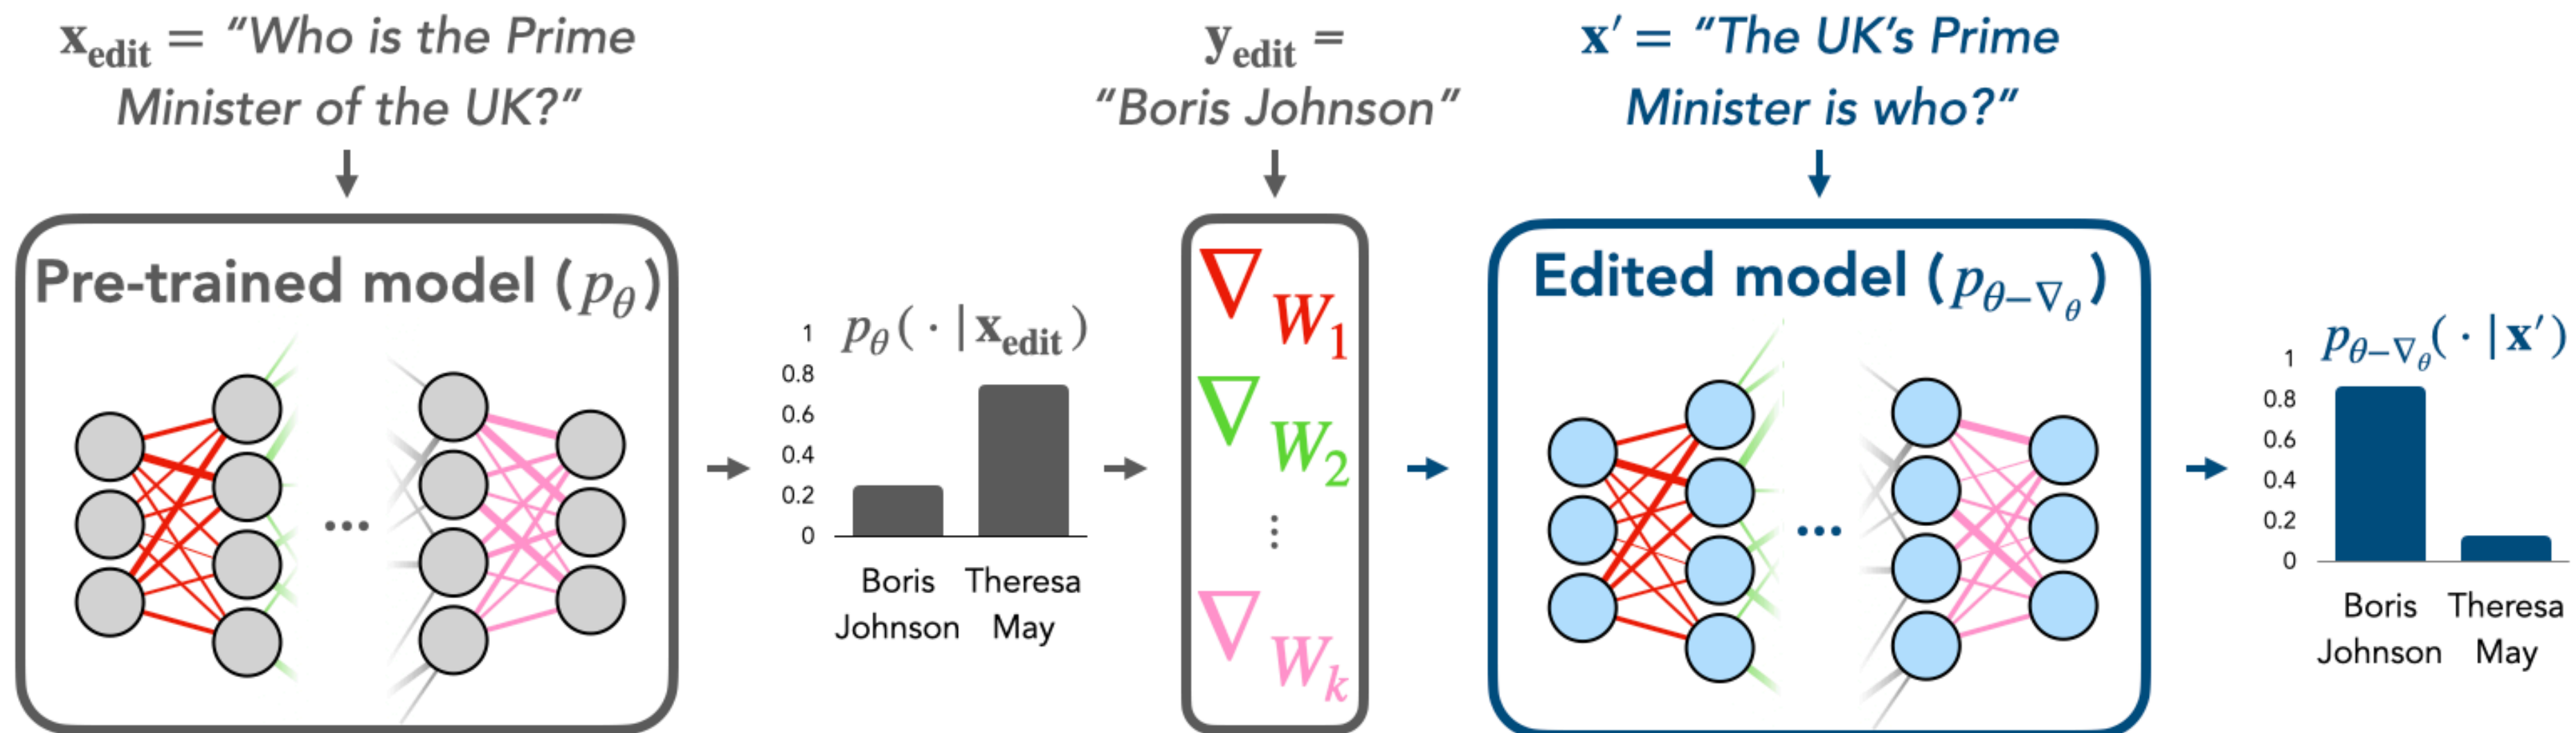 x_edit = "Who is the Prime
Minister of the UK?"
Pre-trained model (p_θ)
...
p_θ( · | x_edit )
1
0.8
0.6
0.4
0.2
0
Boris Theresa
Johnson May
y_edit =
"Boris Johnson"
∇_{W_1}
∇_{W_2}
⋮
∇_{W_k}
x′ = "The UK's Prime
Minister is who?"
Edited model (p_{θ−∇_θ})
...
p_{θ−∇_θ}( · | x′ )
1
0.8
0.6
0.4
0.2
0
Boris Theresa
Johnson May